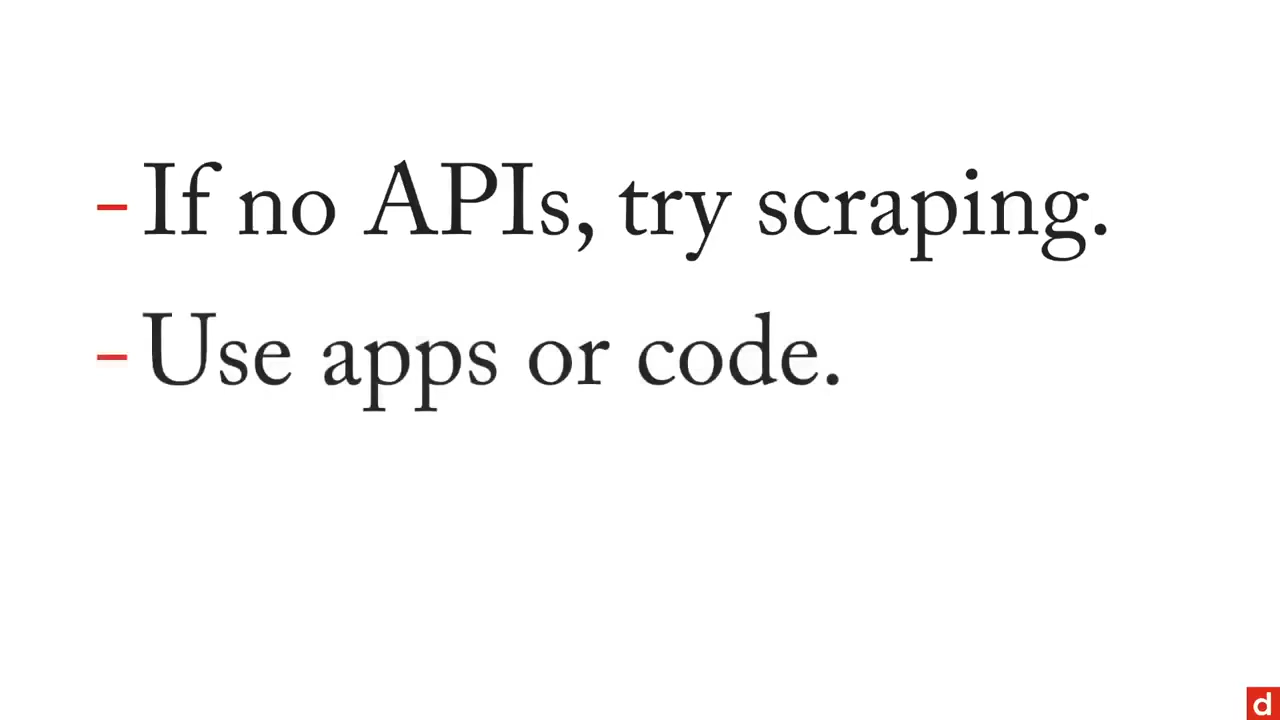 - If no APIs, try scraping.
- Use apps or code.
d